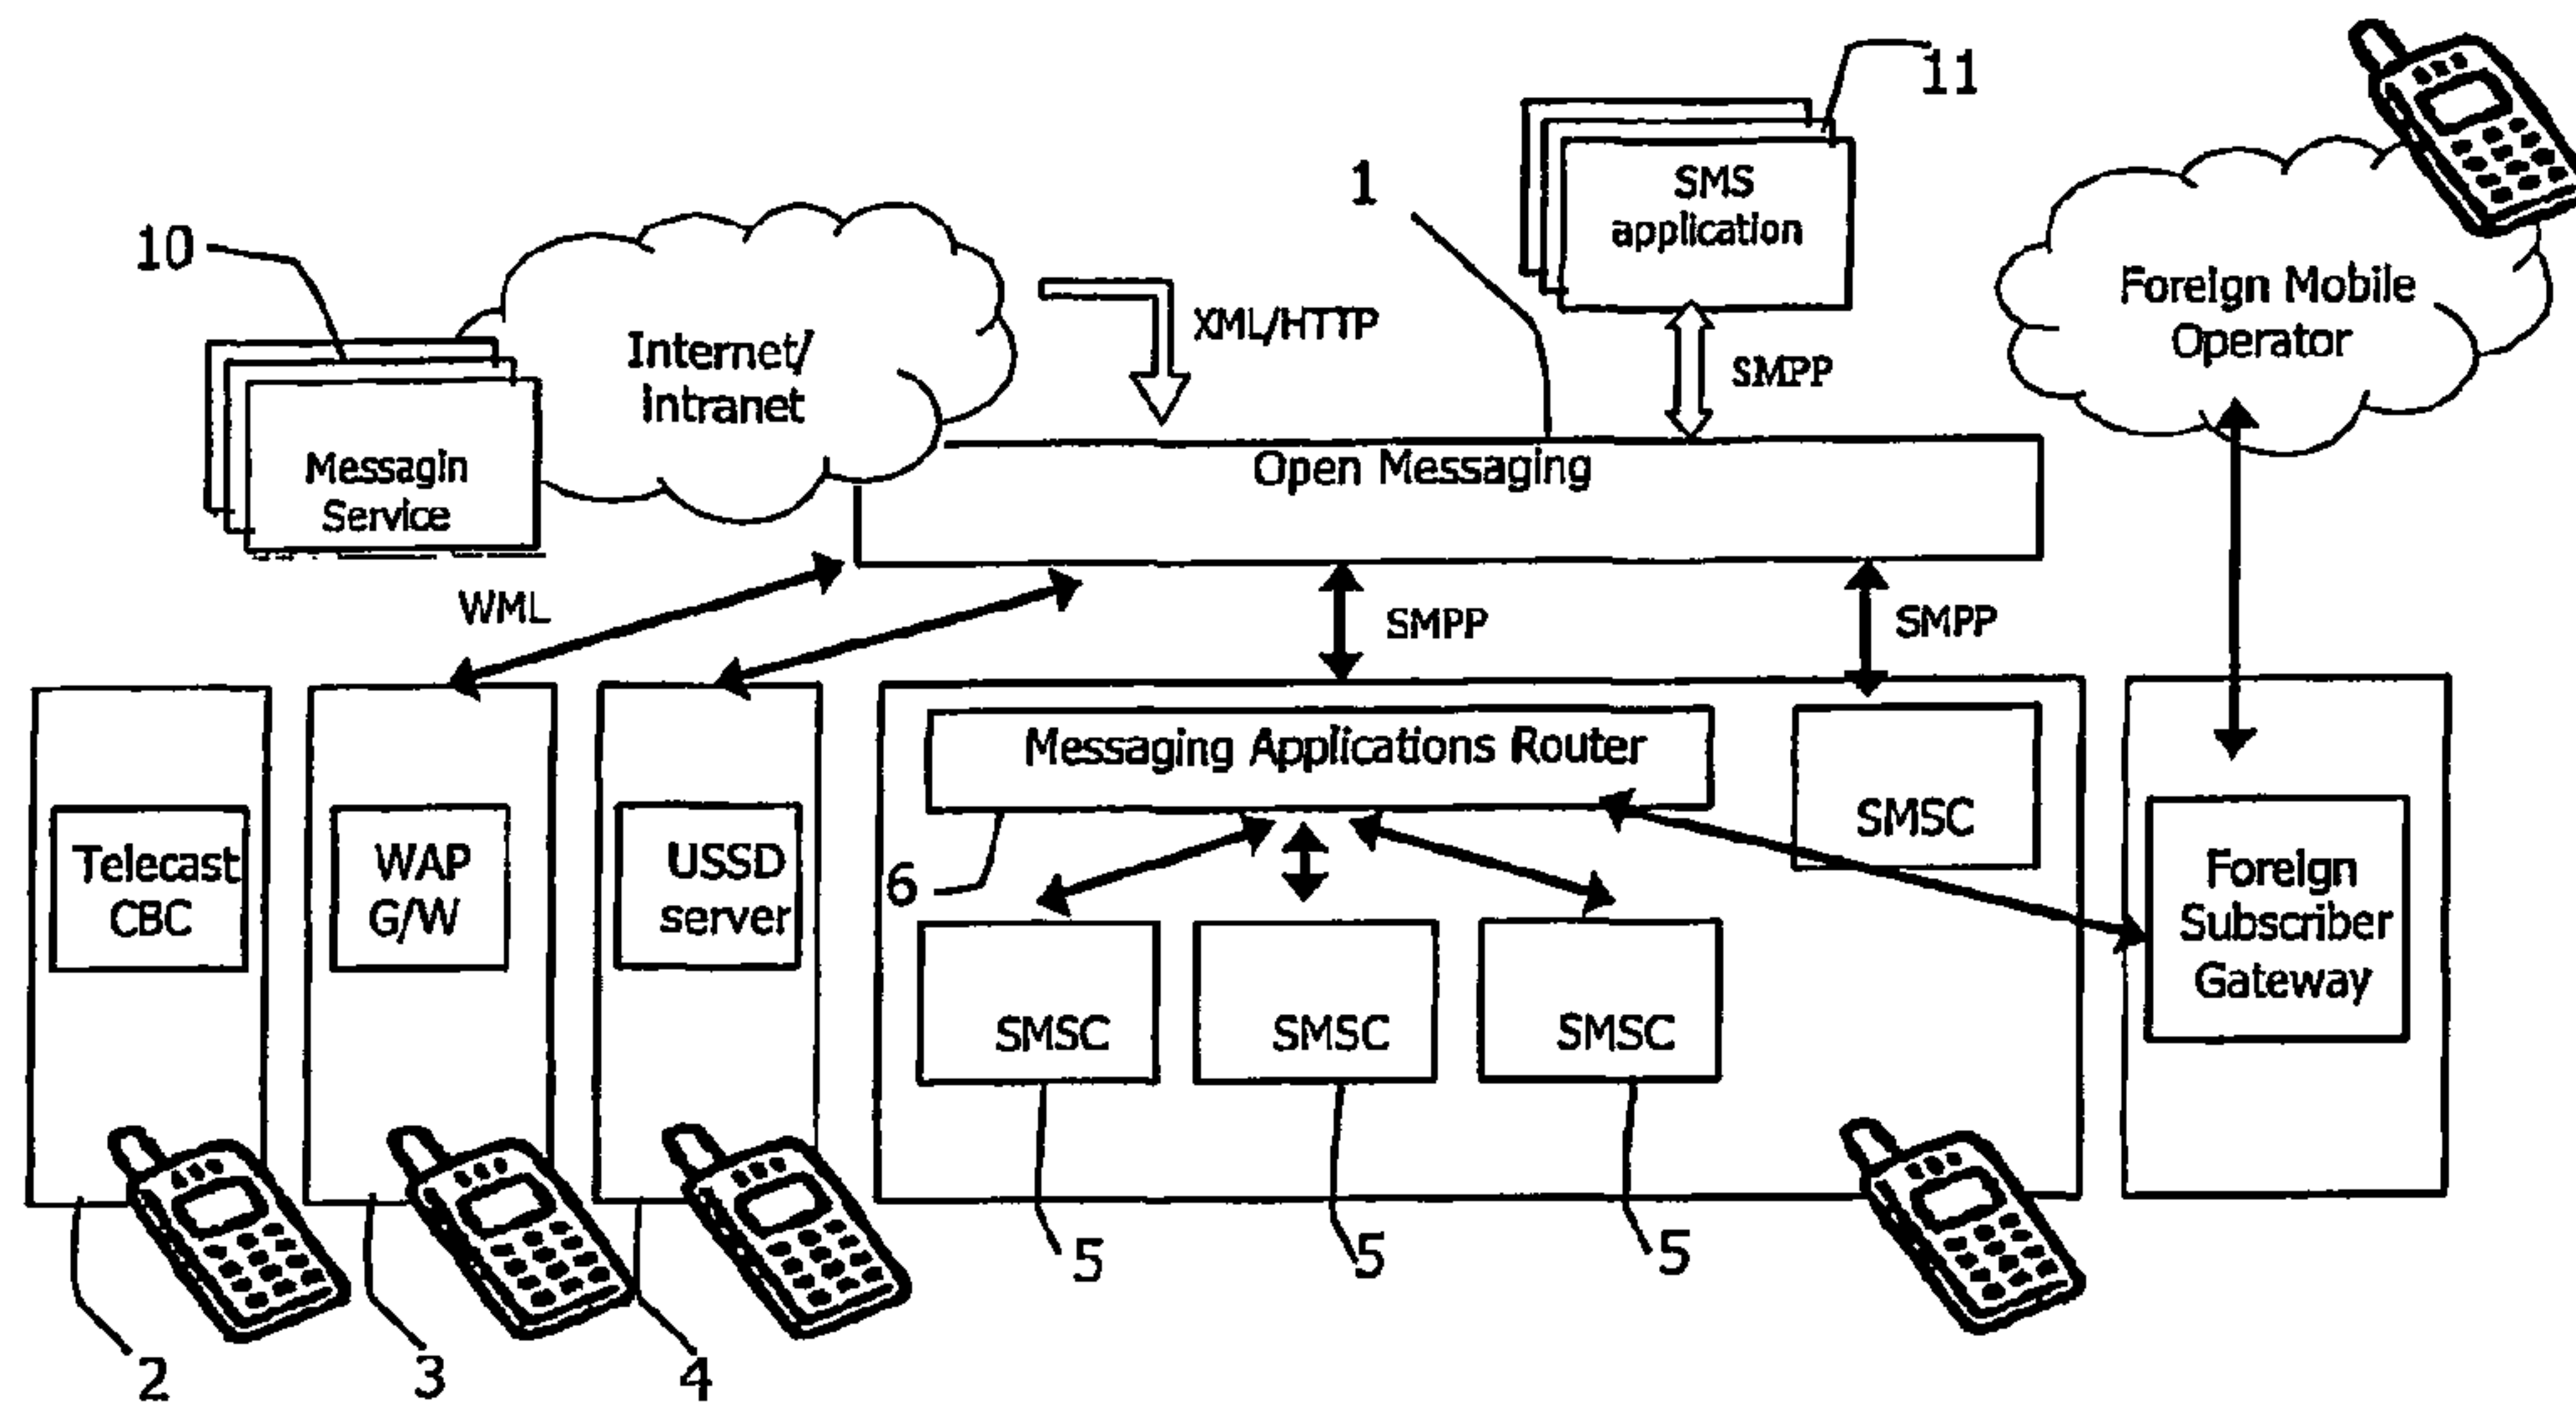 11
1
SMS
application
10
Foreign Mobile
Operator
XML/HTTP
Internet/
Intranet
SMPP
Messagin
Service
Open Messaging
WML
SMPP
SMPP
Messaging Applications Router
SMSC
Telecast
CBC
WAP
G/W
USSD
server
6
Foreign
Subscriber
Gateway
SMSC
SMSC
SMSC
5
5
5
2
3
4